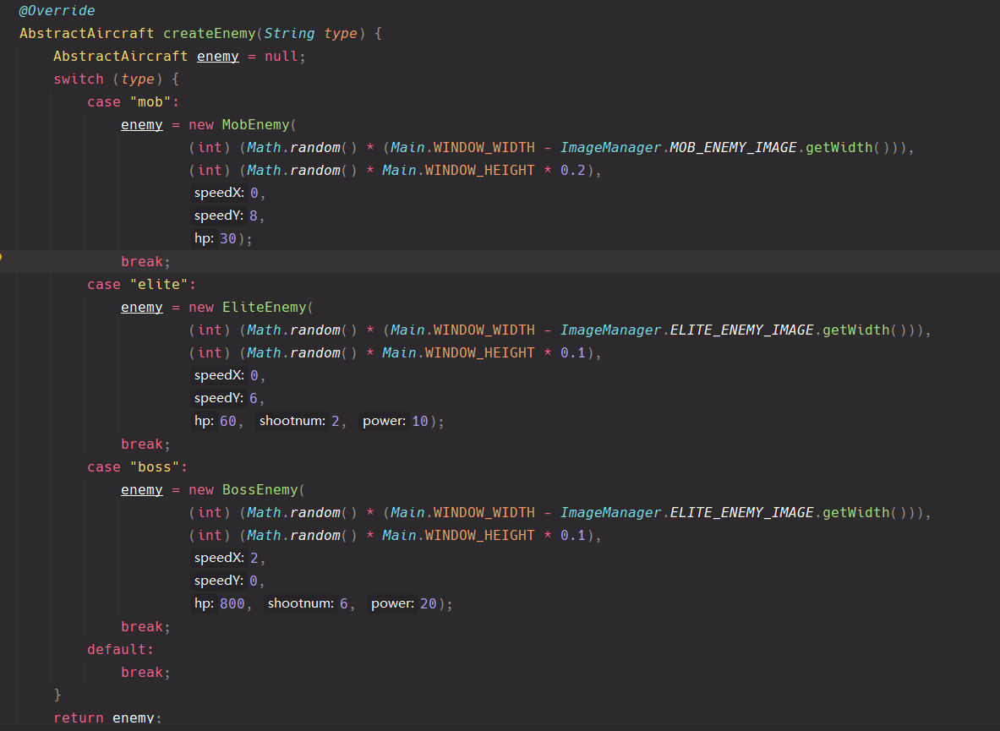 @Override
AbstractAircraft createEnemy(String type) {
AbstractAircraft enemy = null;
switch (type) {
case "mob":
enemy = new MobEnemy(
(int) (Math.random() * (Main.WINDOW_WIDTH - ImageManager.MOB_ENEMY_IMAGE.getWidth())),
(int) (Math.random() * Main.WINDOW_HEIGHT * 0.2),
speedX: 0,
speedY: 8,
hp: 30);
break;
case "elite":
enemy = new EliteEnemy(
(int) (Math.random() * (Main.WINDOW_WIDTH - ImageManager.ELITE_ENEMY_IMAGE.getWidth())),
(int) (Math.random() * Main.WINDOW_HEIGHT * 0.1),
speedX: 0,
speedY: 6,
hp: 60, shootnum: 2, power: 10);
break;
case "boss":
enemy = new BossEnemy(
(int) (Math.random() * (Main.WINDOW_WIDTH - ImageManager.ELITE_ENEMY_IMAGE.getWidth())),
(int) (Math.random() * Main.WINDOW_HEIGHT * 0.1),
speedX: 2,
speedY: 0,
hp: 800, shootnum: 6, power: 20);
break;
default:
break;
}
return enemy;